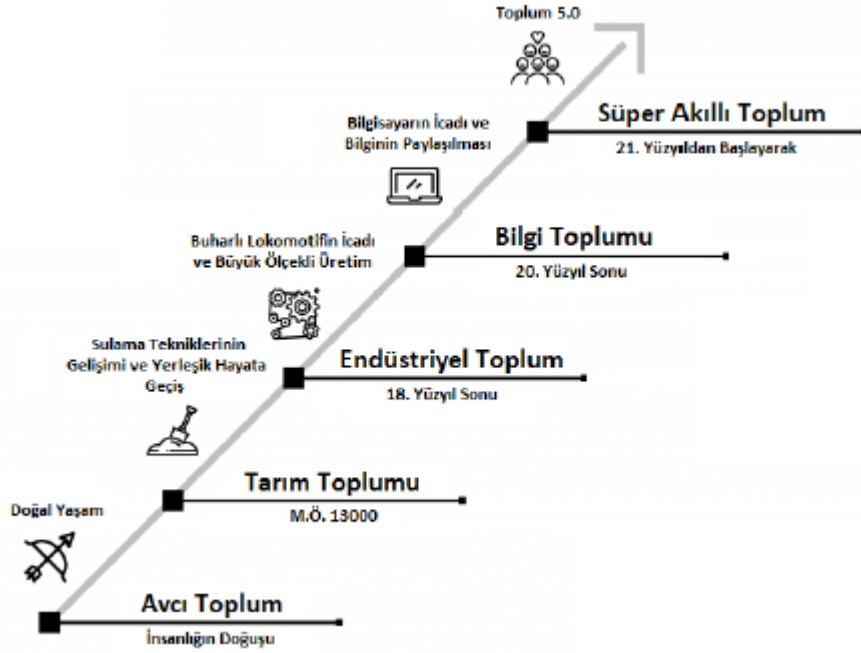 Toplum 5.0
Süper Akıllı Toplum
21. Yüzyıldan Başlayarak
Bilgisayarın İcadı ve
Bilginin Paylaşılması
Bilgi Toplumu
20. Yüzyıl Sonu
Buharlı Lokomotifin İcadı
ve Büyük Ölçekli Üretim
Endüstriyel Toplum
18. Yüzyıl Sonu
Sulama Tekniklerinin
Gelişimi ve Yerleşik Hayata
Geçiş
Tarım Toplumu
M.Ö. 13000
Doğal Yaşam
Avcı Toplum
İnsanlığın Doğuşu